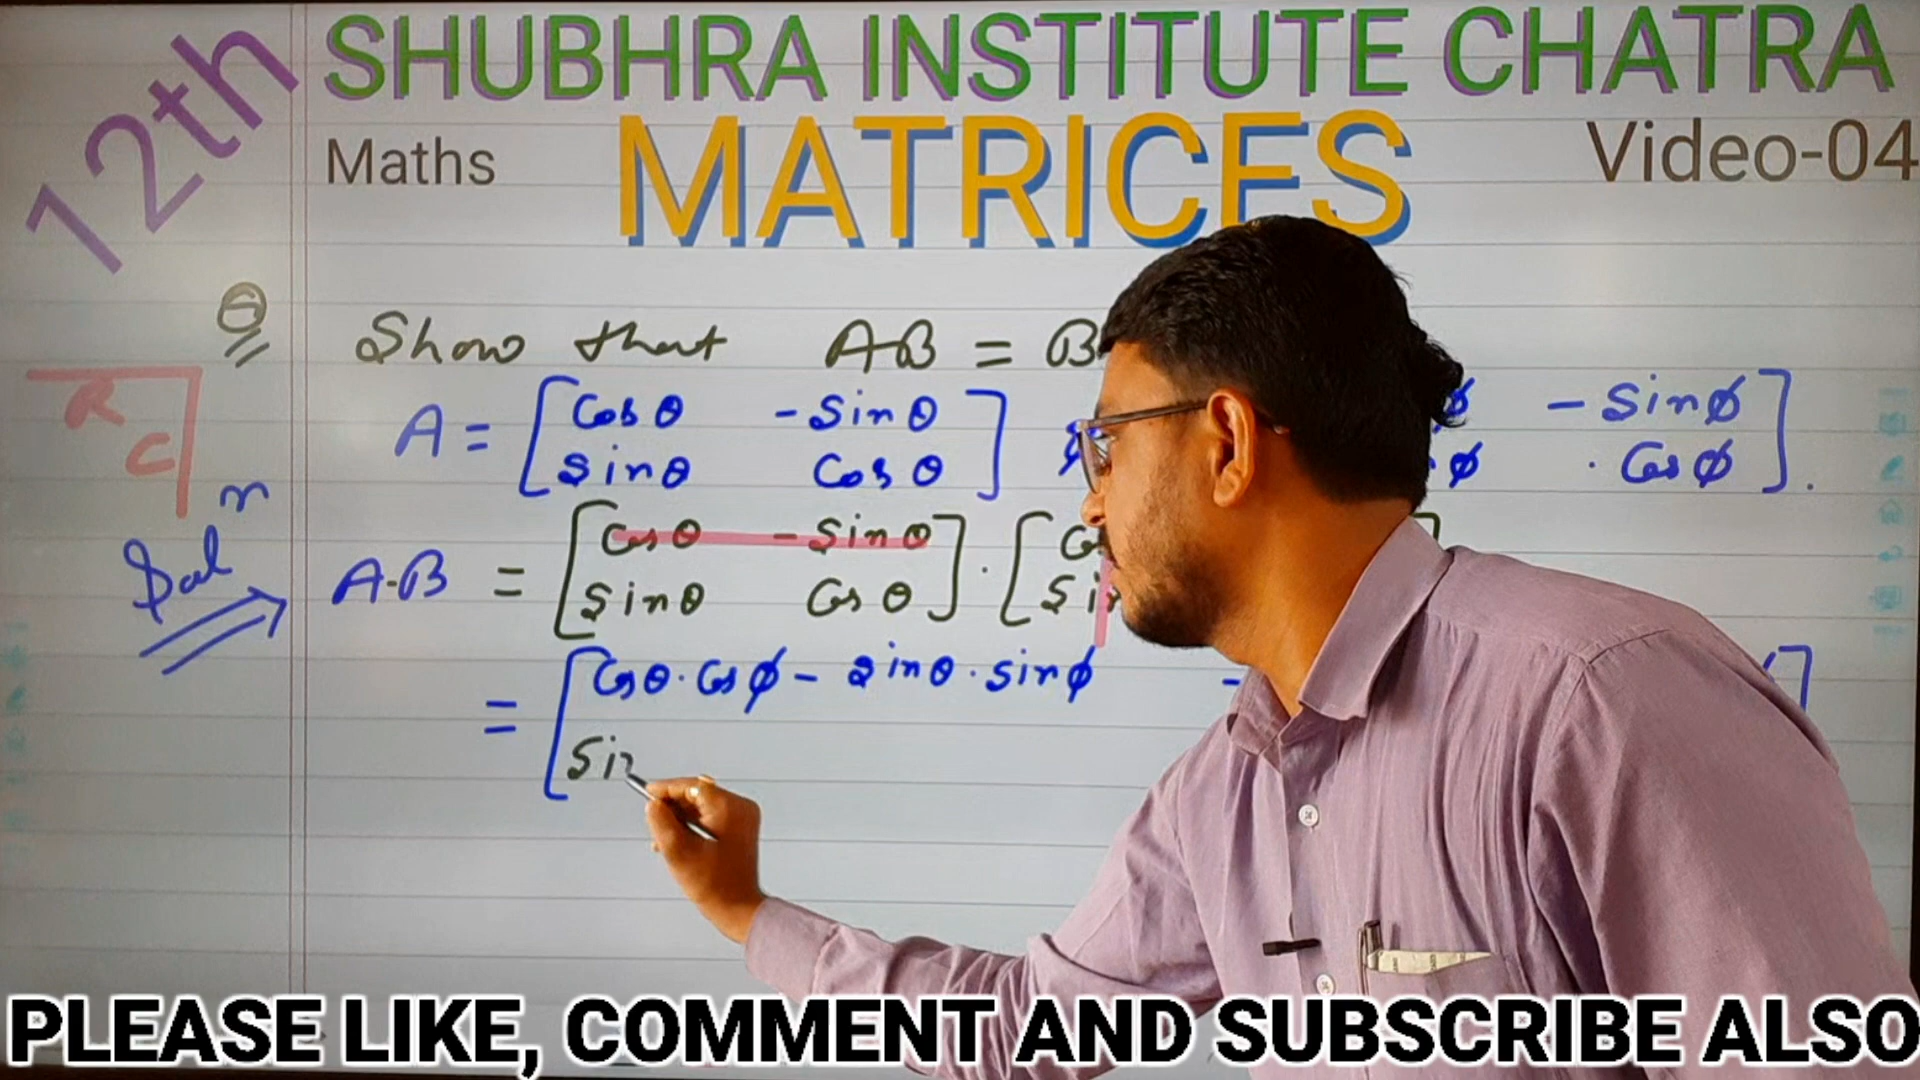 12th
SHUBHRA INSTITUTE CHATRA
Maths
MATRICES
Video-04
Q Show that AB = B
A = [Cosθ -Sinθ
Sinθ Cosθ]
ϕ -Sinϕ
ϕ Cosϕ].
R
C
Solⁿ
A·B = [Cosθ -Sinθ
Sinθ Cosθ] · [
= [Cosθ·Cosϕ - Sinθ·Sinϕ -
Sin
PLEASE LIKE, COMMENT AND SUBSCRIBE ALSO